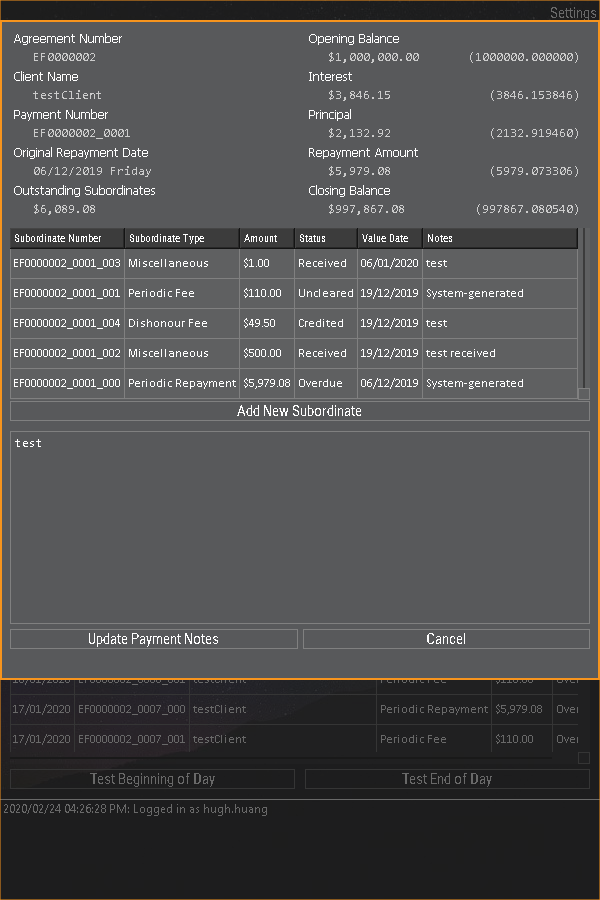 Settings
Agreement Number Opening Balance
EF0000002 $1,000,000.00 (1000000.000000)
Client Name Interest
testClient $3,846.15 (3846.153846)
Payment Number Principal
EF0000002_0001 $2,132.92 (2132.919460)
Original Repayment Date Repayment Amount
06/12/2019 Friday $5,979.08 (5979.073306)
Outstanding Subordinates Closing Balance
$6,089.08 $997,867.08 (997867.080540)
Subordinate Number Subordinate Type Amount Status Value Date Notes
EF0000002_0001_003 Miscellaneous $1.00 Received 06/01/2020 test
EF0000002_0001_001 Periodic Fee $110.00 Uncleared 19/12/2019 System-generated
EF0000002_0001_004 Dishonour Fee $49.50 Credited 19/12/2019 test
EF0000002_0001_002 Miscellaneous $500.00 Received 19/12/2019 test received
EF0000002_0001_000 Periodic Repayment $5,979.08 Overdue 06/12/2019 System-generated
Add New Subordinate
test
Update Payment Notes Cancel
testClient Periodic Fee $110.00 Over
17/01/2020 EF0000002_0007_000 testClient Periodic Repayment $5,979.08 Over
17/01/2020 EF0000002_0007_001 testClient Periodic Fee $110.00 Over
Test Beginning of Day Test End of Day
2020/02/24 04:26:28 PM: Logged in as hugh.huang